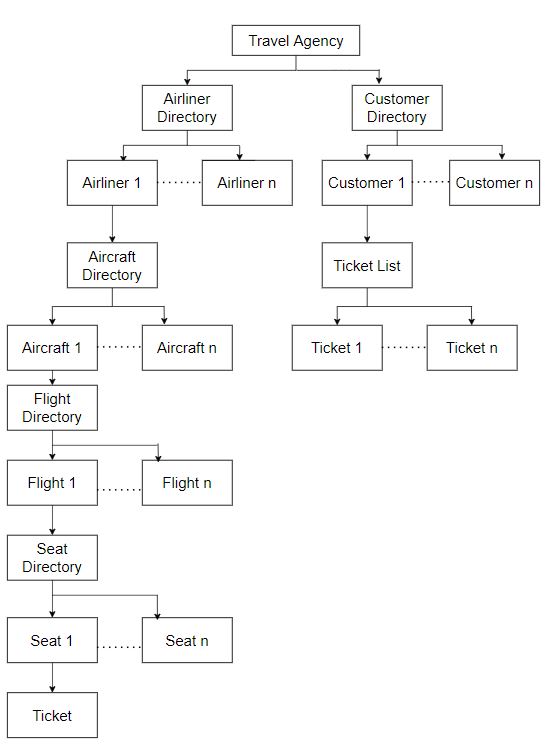 Travel Agency
Airliner
Directory
Customer
Directory
Airliner 1
Airliner n
Customer 1
Customer n
Aircraft
Directory
Ticket List
Aircraft 1
Aircraft n
Ticket 1
Ticket n
Flight
Directory
Flight 1
Flight n
Seat
Directory
Seat 1
Seat n
Ticket